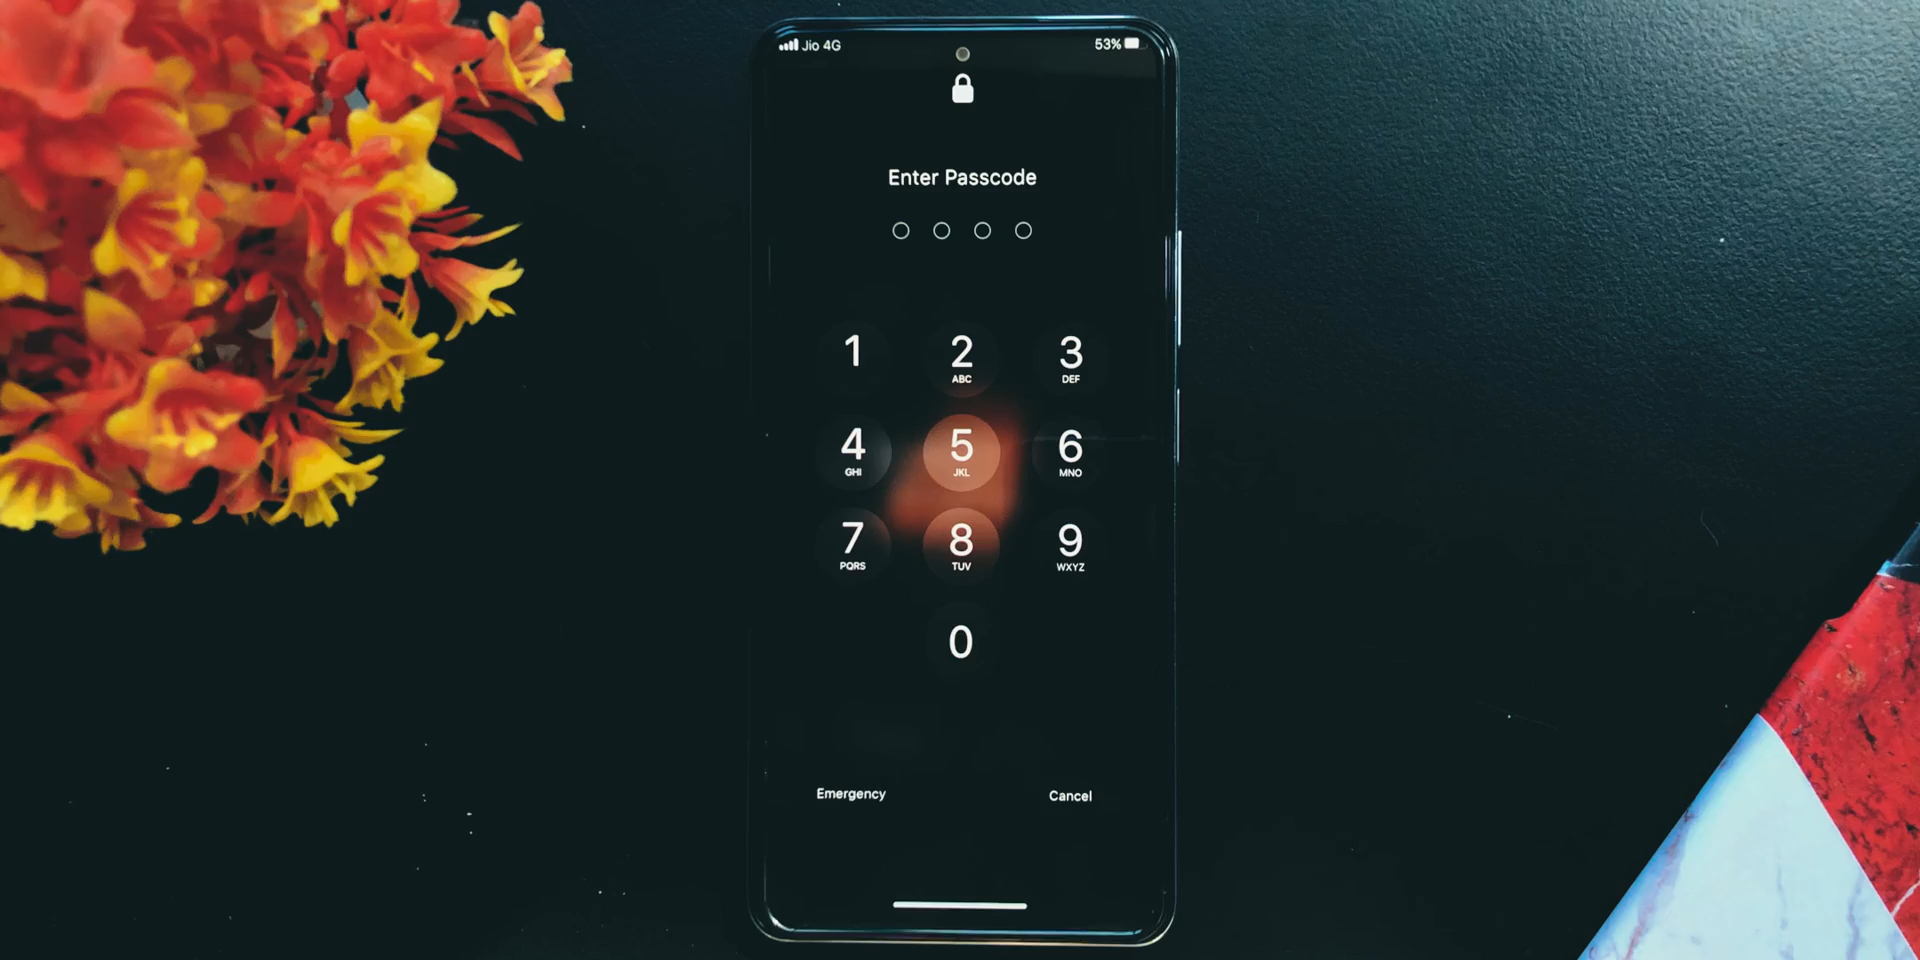 Jio 4G 53%
Enter Passcode
1 2 3
ABC DEF
4 5 6
GHI JKL MNO
7 8 9
PQRS TUV WXYZ
0
Emergency Cancel